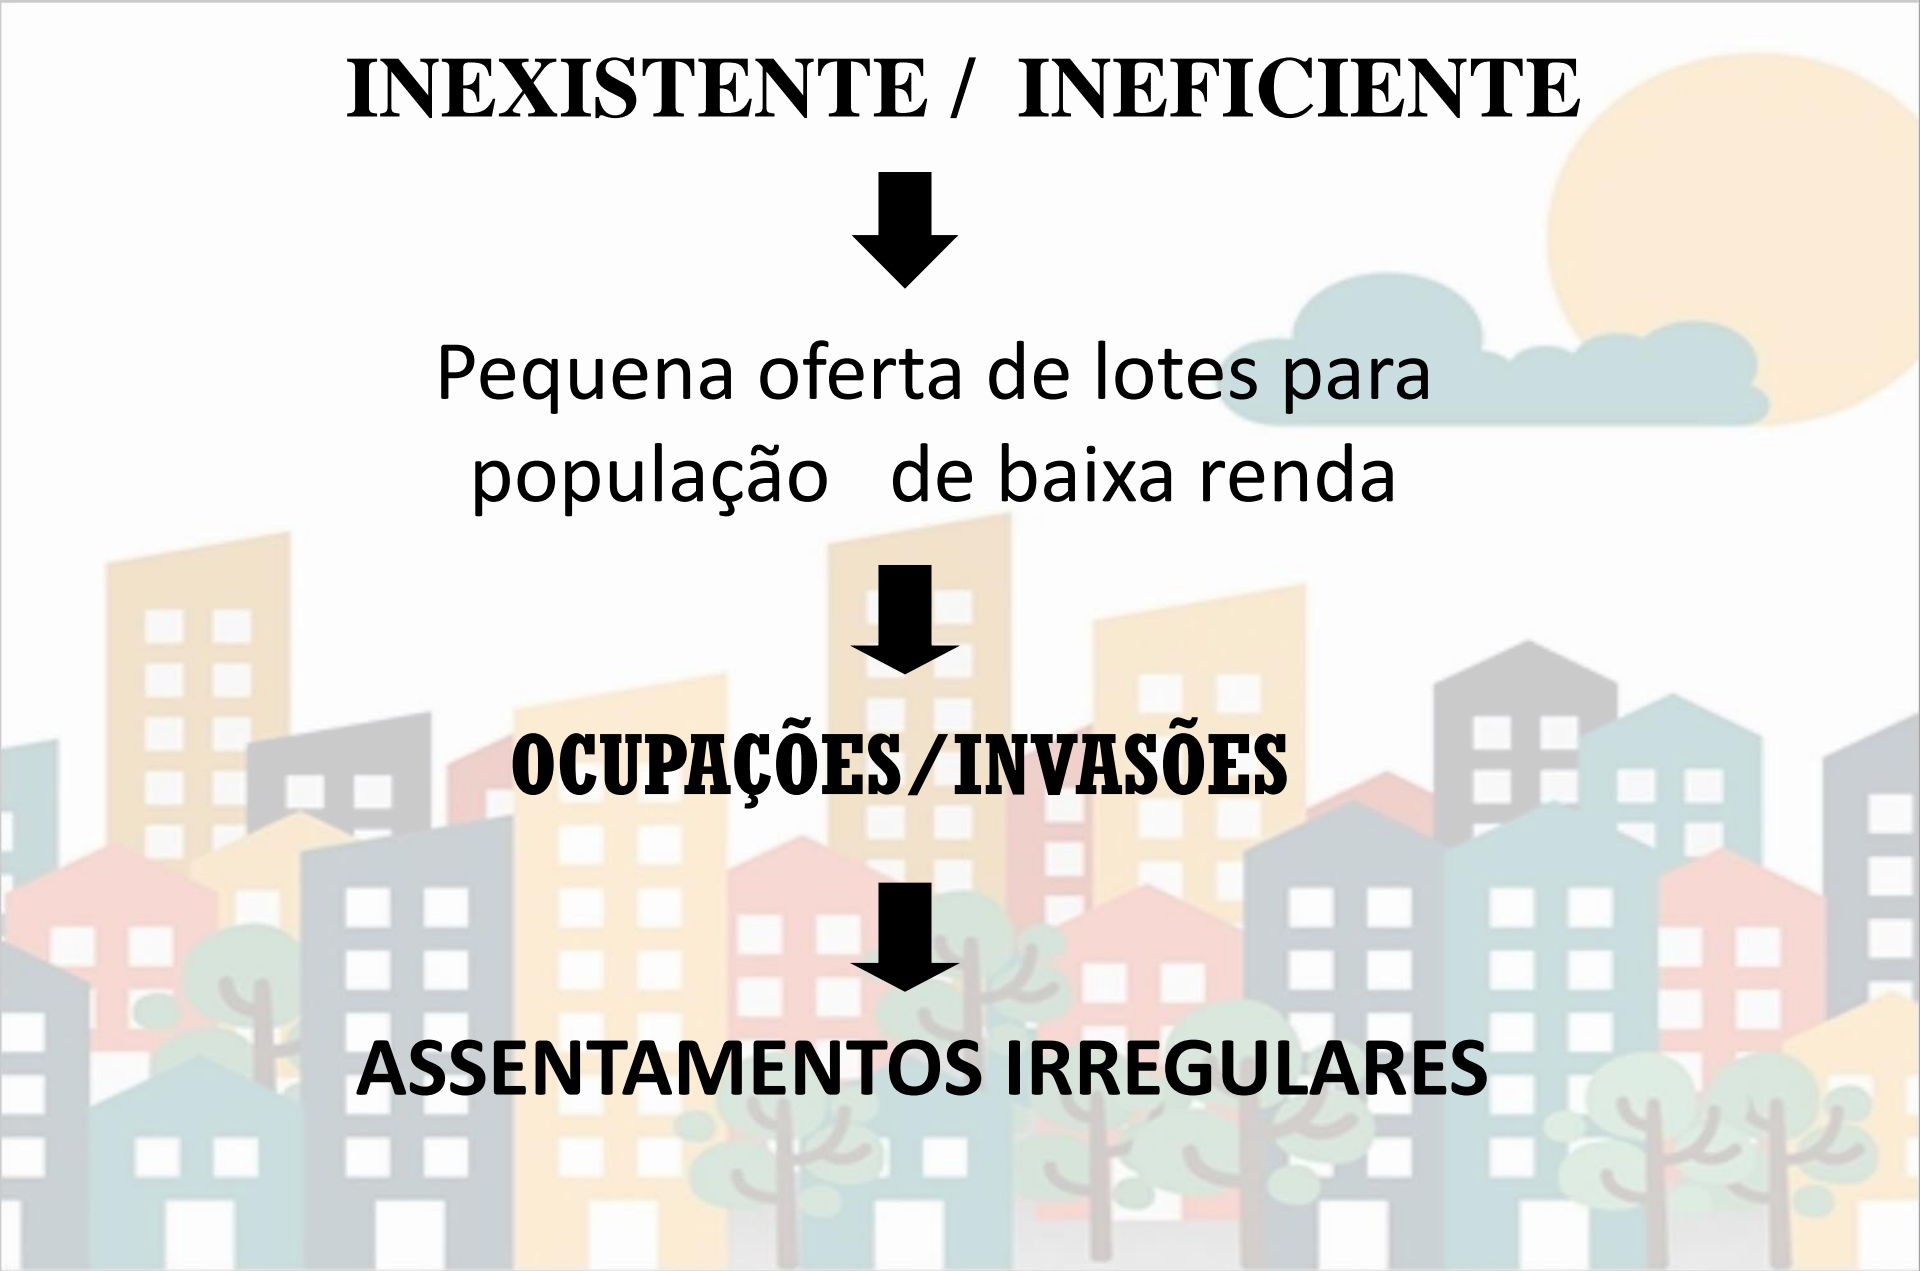 INEXISTENTE / INEFICIENTE
Pequena oferta de lotes para
população de baixa renda
OCUPAÇÕES/INVASÕES
ASSENTAMENTOS IRREGULARES